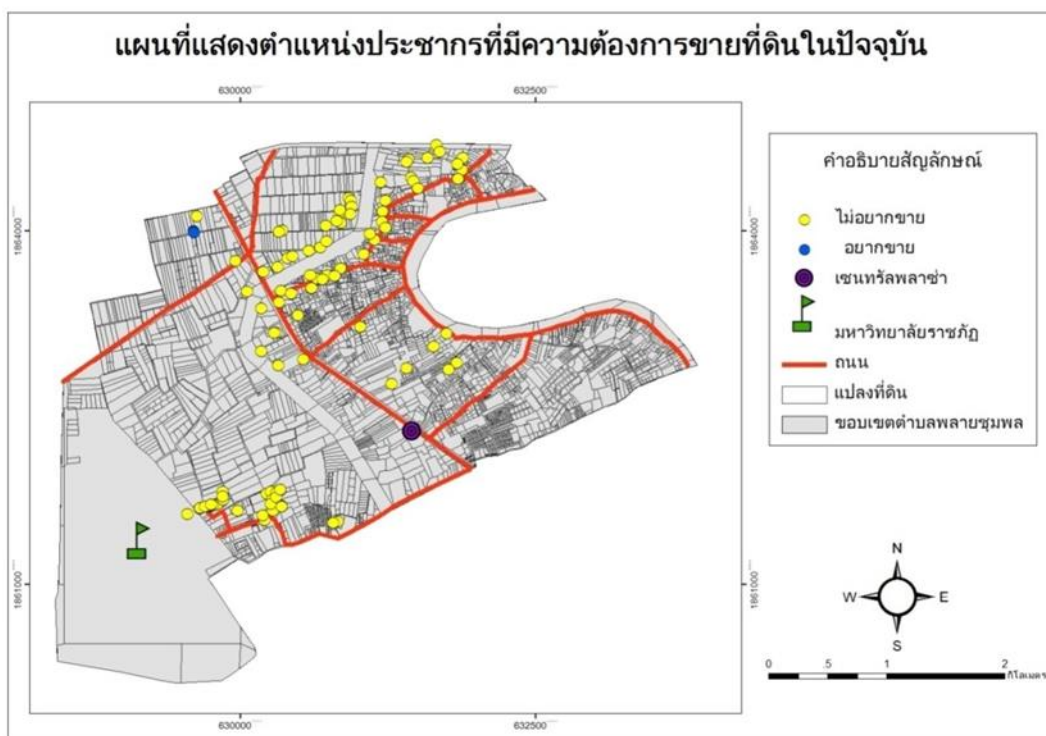 แผนที่แสดงตำแหน่งประชากรที่มีความต้องการขายที่ดินในปัจจุบัน
630000
632500
1864000
1864000
1861000
1861000
630000
632500
คำอธิบายสัญลักษณ์
ไม่อยากขาย
อยากขาย
เซนทรัลพลาซ่า
มหาวิทยาลัยราชภัฏ
ถนน
แปลงที่ดิน
ขอบเขตตำบลพลายชุมพล
N
W
E
S
0
.5
1
2
กิโลเมตร